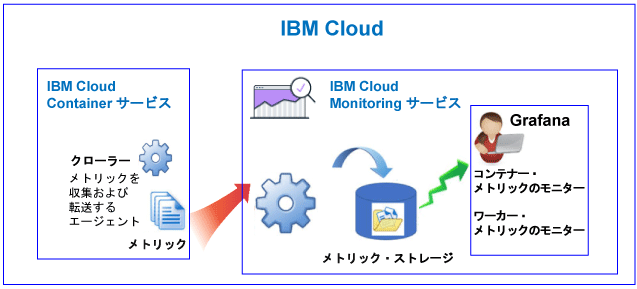 IBM Cloud
IBM Cloud
Container サービス
クローラー
メトリックを
収集および
転送する
エージェント
メトリック
IBM Cloud
Monitoring サービス
メトリック・ストレージ
Grafana
コンテナー・
メトリックのモニター
ワーカー・
メトリックのモニター